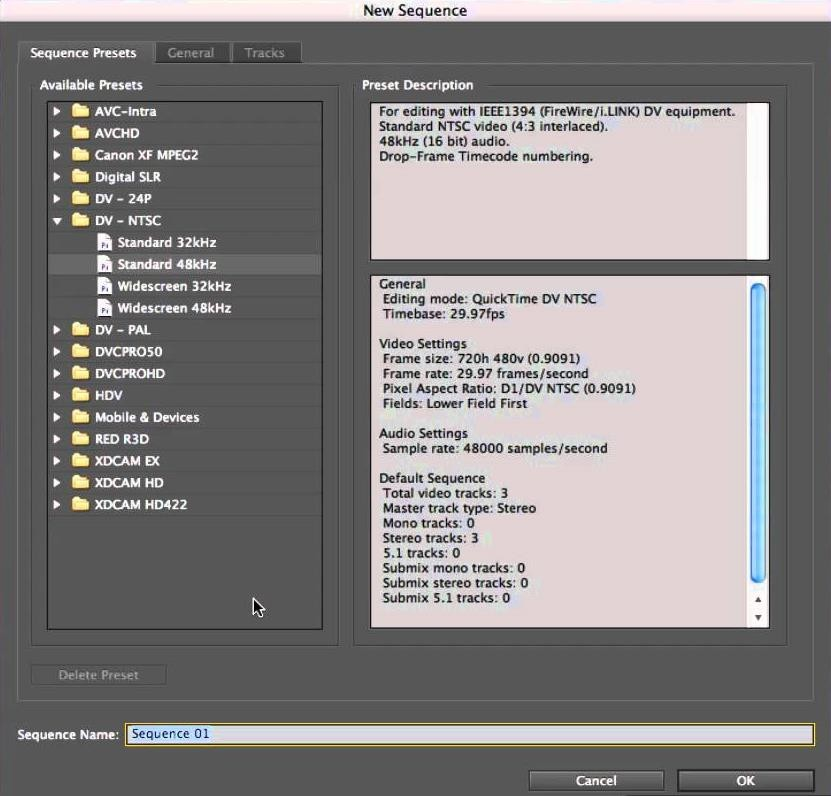 New Sequence
Sequence Presets
General
Tracks
Available Presets
AVC-Intra
AVCHD
Canon XF MPEG2
Digital SLR
DV - 24P
DV - NTSC
Standard 32kHz
Standard 48kHz
Widescreen 32kHz
Widescreen 48kHz
DV - PAL
DVCPRO50
DVCPROHD
HDV
Mobile & Devices
RED R3D
XDCAM EX
XDCAM HD
XDCAM HD422
Delete Preset
Preset Description
For editing with IEEE1394 (FireWire/i.LINK) DV equipment.
Standard NTSC video (4:3 interlaced).
48kHz (16 bit) audio.
Drop-Frame Timecode numbering.
General
Editing mode: QuickTime DV NTSC
Timebase: 29.97fps
Video Settings
Frame size: 720h 480v (0.9091)
Frame rate: 29.97 frames/second
Pixel Aspect Ratio: D1/DV NTSC (0.9091)
Fields: Lower Field First
Audio Settings
Sample rate: 48000 samples/second
Default Sequence
Total video tracks: 3
Master track type: Stereo
Mono tracks: 0
Stereo tracks: 3
5.1 tracks: 0
Submix mono tracks: 0
Submix stereo tracks: 0
Submix 5.1 tracks: 0
Sequence Name: Sequence 01
Cancel
OK